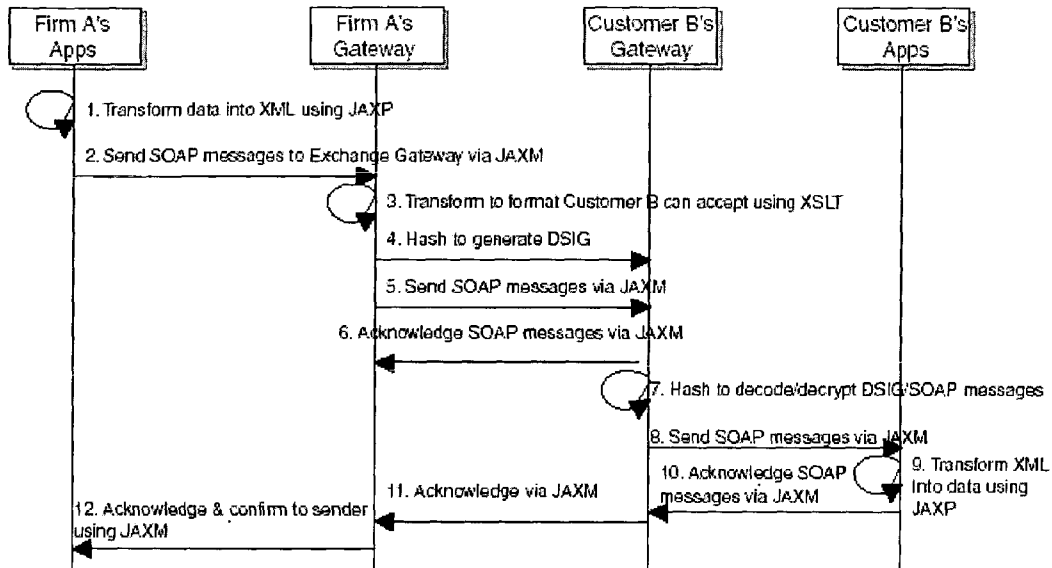 Firm A's
Apps
Firm A's
Gateway
Customer B's
Gateway
Customer B's
Apps
1. Transform data into XML using JAXP
2. Send SOAP messages to Exchange Gateway via JAXM
3. Transform to format Customer B can accept using XSLT
4. Hash to generate DSIG
5. Send SOAP messages via JAXM
6. Acknowledge SOAP messages via JAXM
7. Hash to decode/decrypt DSIG/SOAP messages
8. Send SOAP messages via JAXM
9. Transform XML
Into data using
JAXP
10. Acknowledge SOAP
messages via JAXM
11. Acknowledge via JAXM
12. Acknowledge & confirm to sender
using JAXM